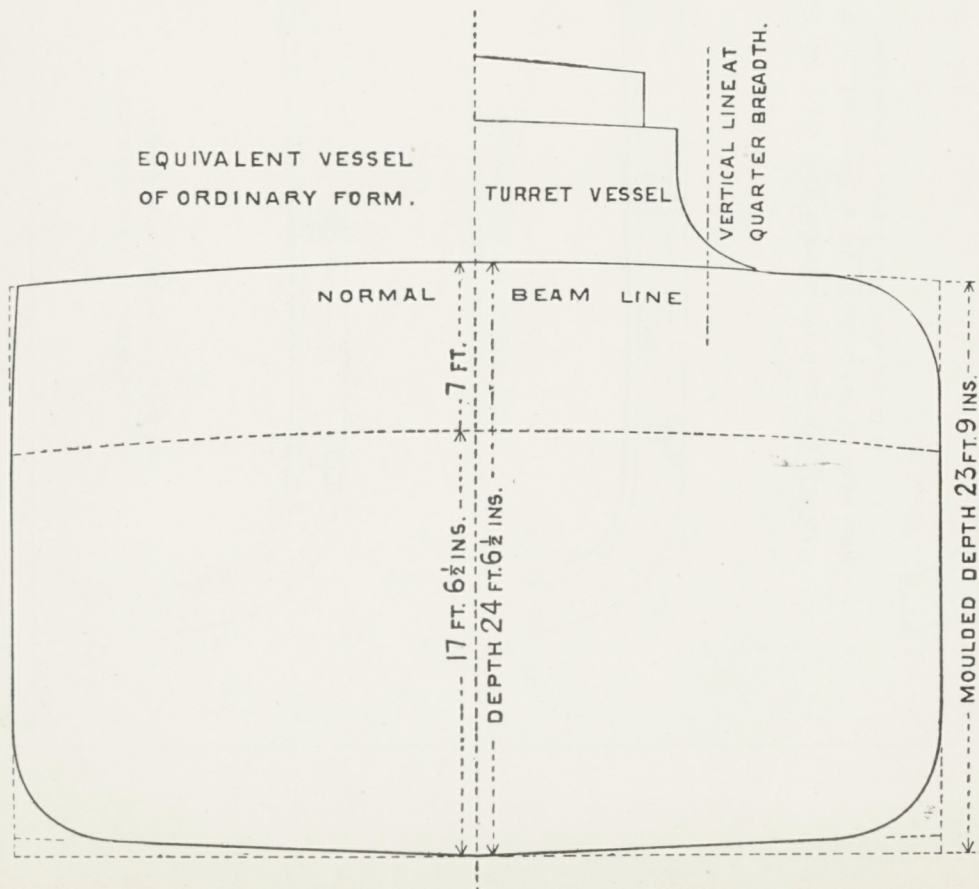 EQUIVALENT VESSEL
OF ORDINARY FORM.
TURRET VESSEL
VERTICAL LINE AT
QUARTER BREADTH.
NORMAL BEAM LINE
7 FT.
17 FT. 6½ INS.
DEPTH 24 FT. 6½ INS.
MOULDED DEPTH 23 FT. 9 INS.